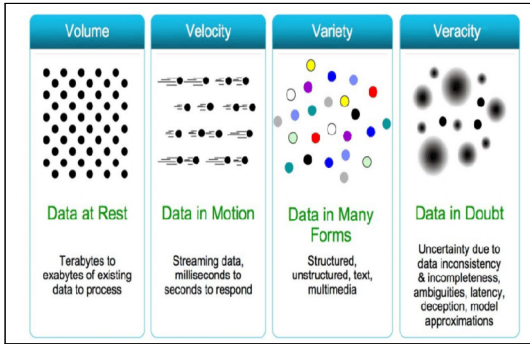 Volume
Data at Rest
Terabytes to
exabytes of existing
data to process
Velocity
Data in Motion
Streaming data,
milliseconds to
seconds to respond
Variety
Data in Many
Forms
Structured,
unstructured, text,
multimedia
Veracity
Data in Doubt
Uncertainty due to
data inconsistency
& incompleteness,
ambiguities, latency,
deception, model
approximations